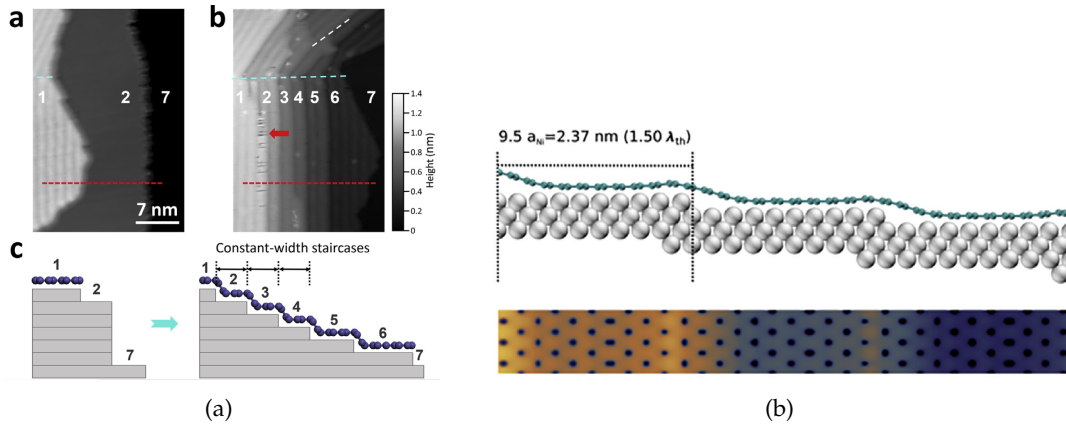 a
b
1
2
7
7 nm
1 2 3 4 5 6 7
1.4
1.2
1.0
0.8
0.6
0.4
0.2
0
Height (nm)
c
Constant-width staircases
1
2
7
1
2
3
4
5
6
7
(a)
9.5 aNi=2.37 nm (1.50 λth)
(b)